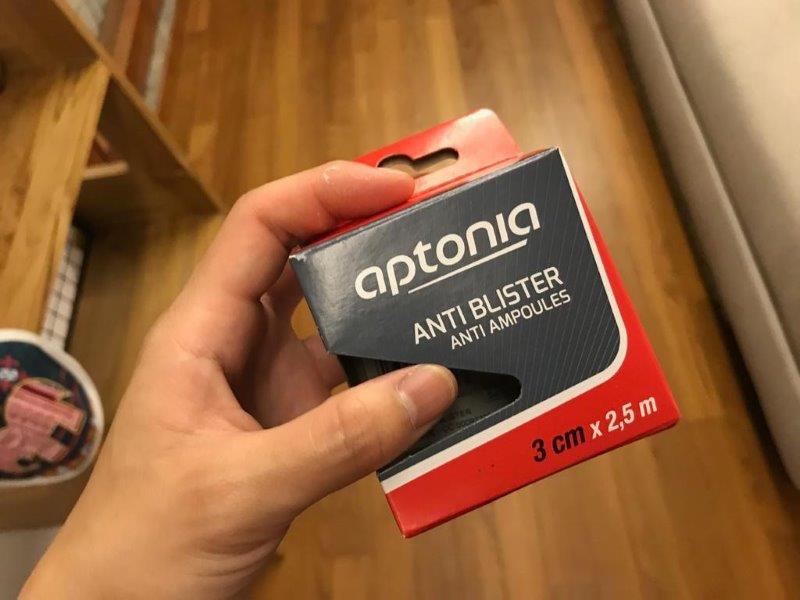 aptonia
ANTI BLISTER
ANTI AMPOULES
3 cm x 2,5 m